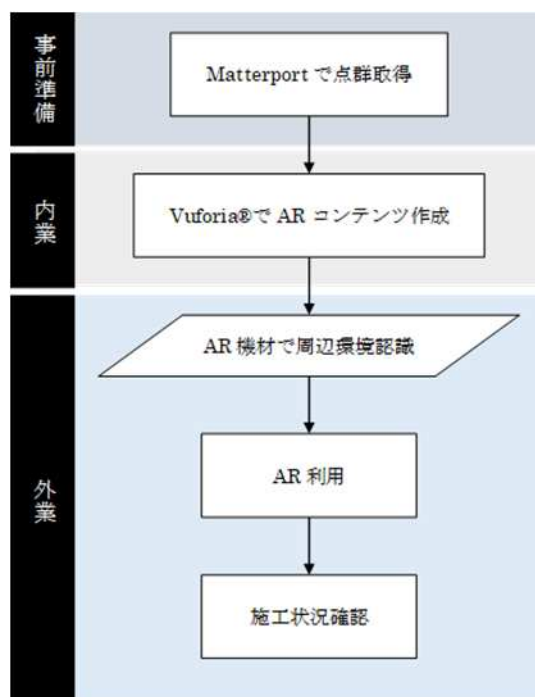 事前準備
Matterportで点群取得
内業
Vuforia®でARコンテンツ作成
外業
AR機材で周辺環境認識
AR利用
施工状況確認